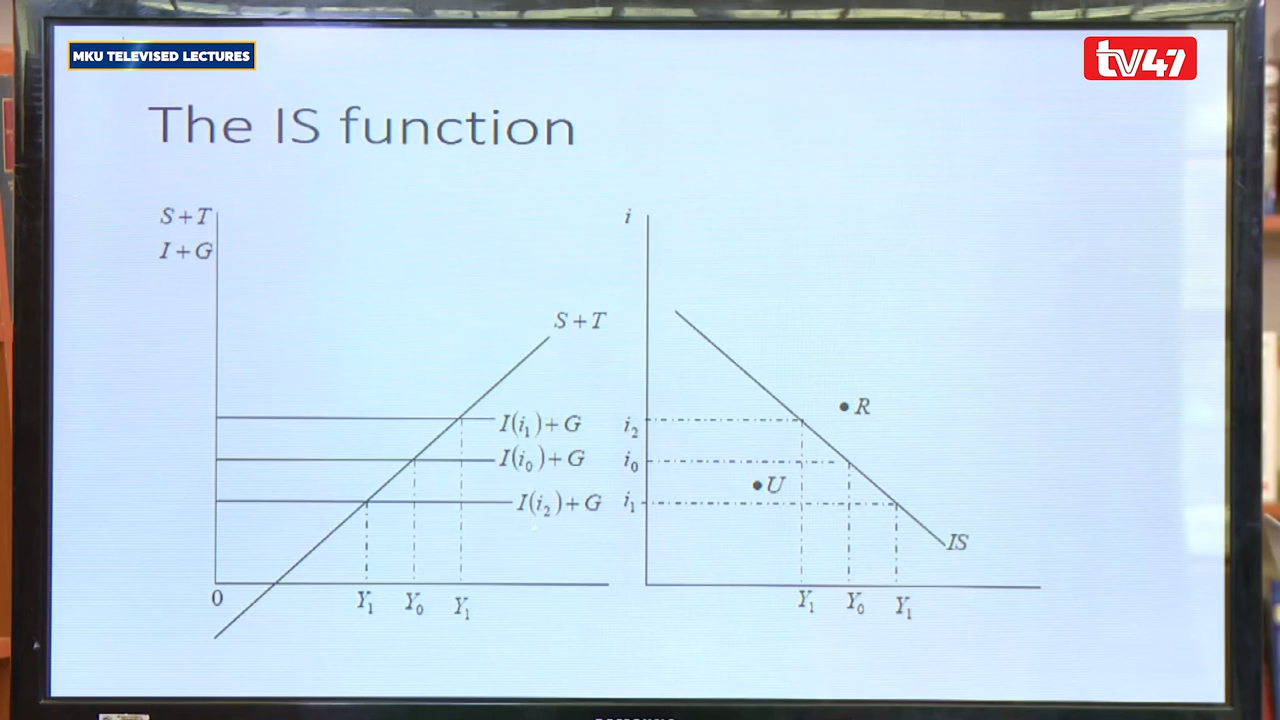 MKU TELEVISED LECTURES
tv47
The IS function
S+T
I+G
S+T
I(i₁)+G
I(i₀)+G
I(i₂)+G
0
Y₁
Y₀
Y₁
i
i₂
i₀
i₁
R
U
IS
Y₁
Y₀
Y₁